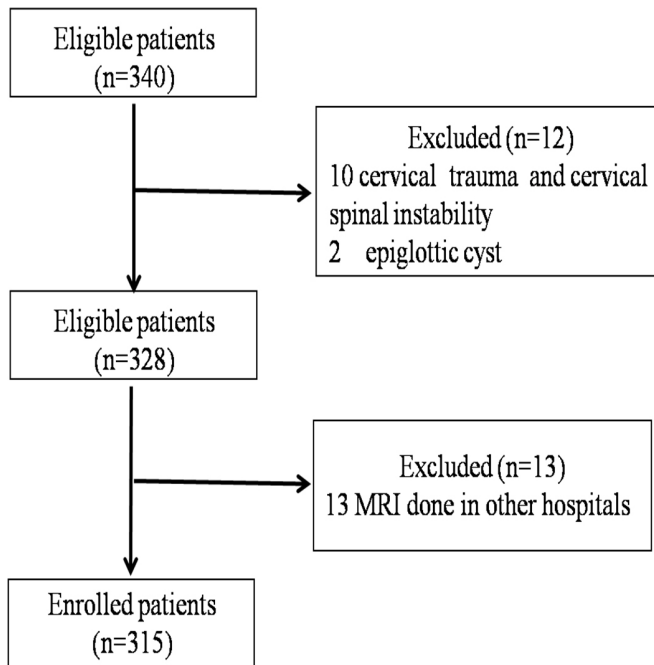 Eligible patients
(n=340)
Excluded (n=12)
10 cervical trauma and cervical
spinal instability
2 epiglottic cyst
Eligible patients
(n=328)
Excluded (n=13)
13 MRI done in other hospitals
Enrolled patients
(n=315)